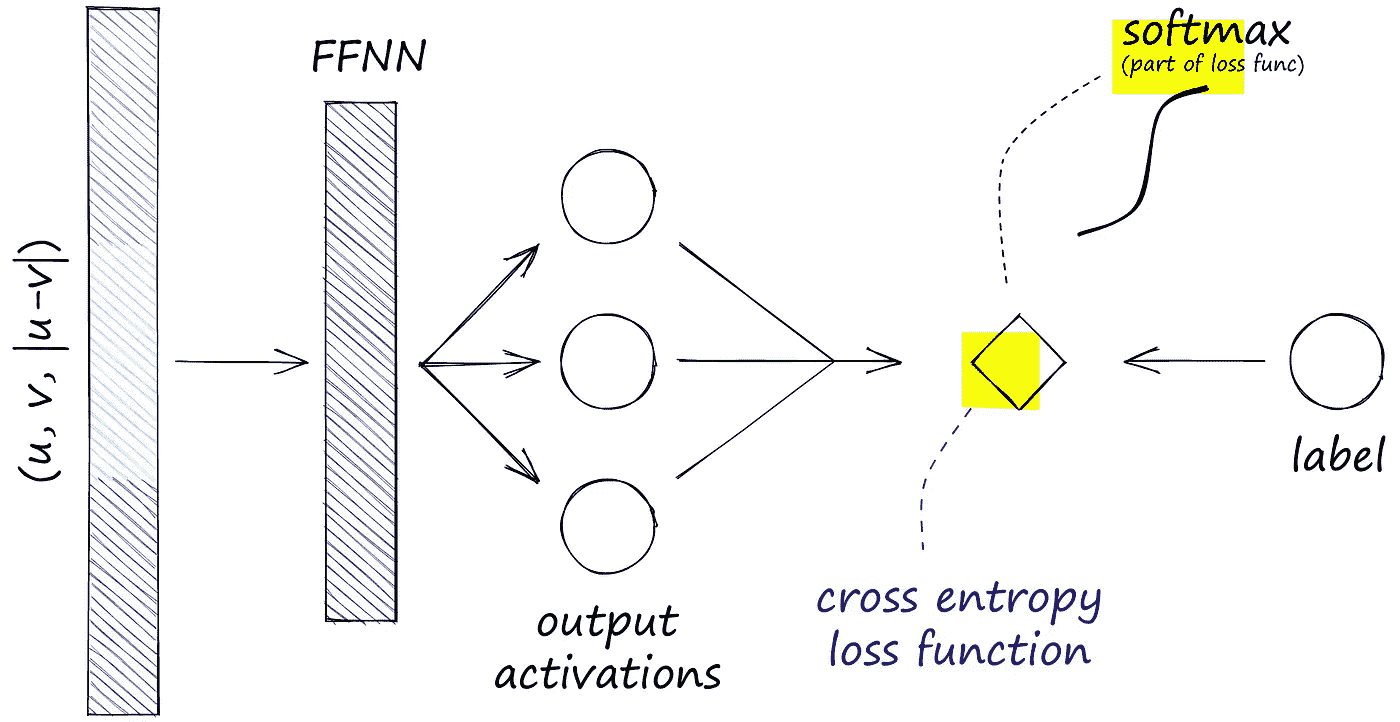 (u, v, |u-v|)
FFNN
output
activations
cross entropy
loss function
softmax
(part of loss func)
label